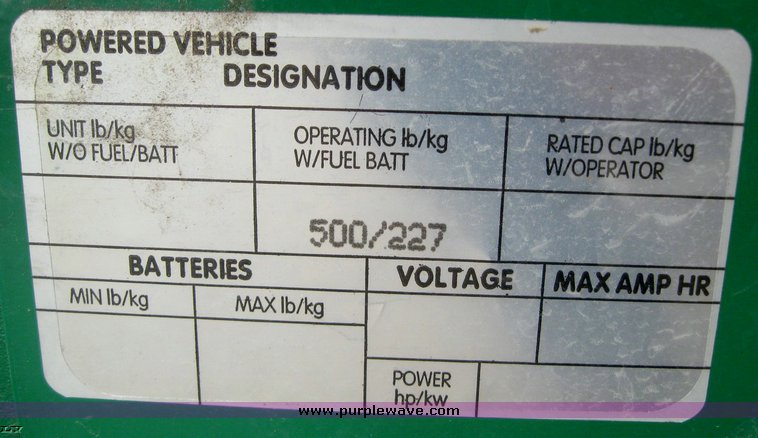 POWERED VEHICLE
TYPE DESIGNATION
UNIT lb/kg
W/O FUEL/BATT
OPERATING lb/kg
W/FUEL BATT
RATED CAP lb/kg
W/OPERATOR
500/227
BATTERIES
VOLTAGE
MAX AMP HR
MIN lb/kg
MAX lb/kg
POWER
hp/kw
www.purplewave.com